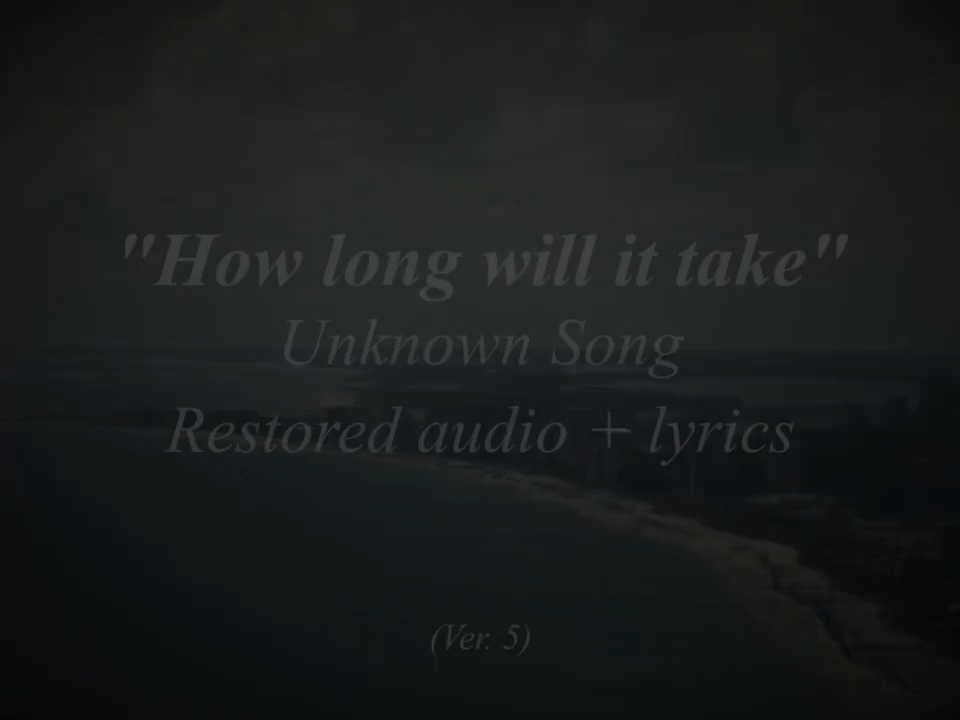 "How long will it take"
Unknown Song
Restored audio + lyrics
(Ver. 5)